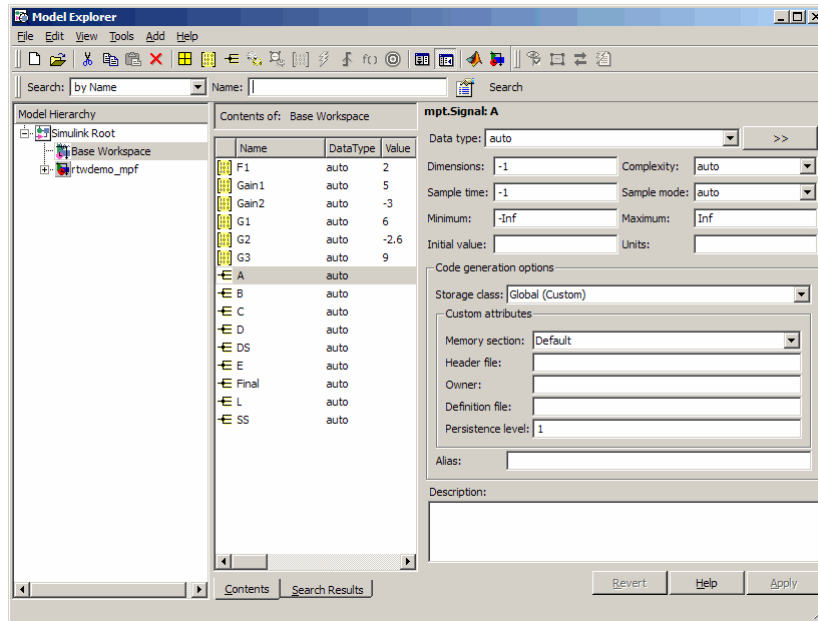 Model Explorer
File Edit View Tools Add Help
f()
Search: by Name Name: Search
Model Hierarchy
Simulink Root
Base Workspace
rtwdemo_mpf
Contents of: Base Workspace
Name DataType Value
F1 auto 2
Gain1 auto 5
Gain2 auto -3
G1 auto 6
G2 auto -2.6
G3 auto 9
A auto
B auto
C auto
D auto
DS auto
E auto
Final auto
L auto
SS auto
Contents Search Results
mpt.Signal: A
Data type: auto >>
Dimensions: -1 Complexity: auto
Sample time: -1 Sample mode: auto
Minimum: -Inf Maximum: Inf
Initial value: Units:
Code generation options
Storage class: Global (Custom)
Custom attributes
Memory section: Default
Header file:
Owner:
Definition file:
Persistence level: 1
Alias:
Description:
Revert Help Apply